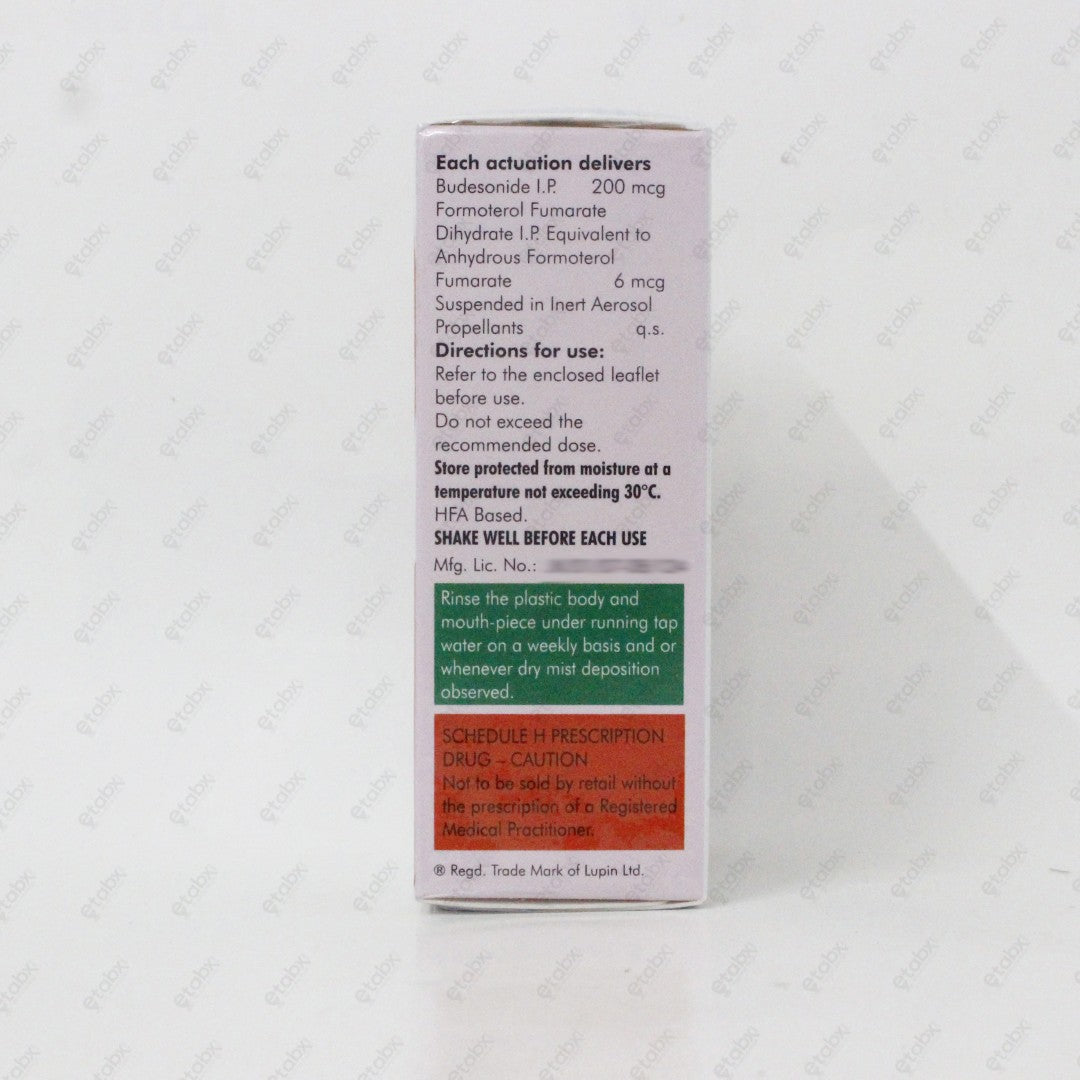 Each actuation delivers
Budesonide I.P. 200 mcg
Formoterol Fumarate
Dihydrate I.P. Equivalent to
Anhydrous Formoterol
Fumarate 6 mcg
Suspended in Inert Aerosol
Propellants q.s.
Directions for use:
Refer to the enclosed leaflet
before use.
Do not exceed the
recommended dose.
Store protected from moisture at a
temperature not exceeding 30°C.
HFA Based.
SHAKE WELL BEFORE EACH USE
Mfg. Lic. No.:
Rinse the plastic body and
mouth-piece under running tap
water on a weekly basis and or
whenever dry mist deposition
observed.
SCHEDULE H PRESCRIPTION
DRUG - CAUTION
Not to be sold by retail without
the prescription of a Registered
Medical Practitioner.
® Regd. Trade Mark of Lupin Ltd.
etabx